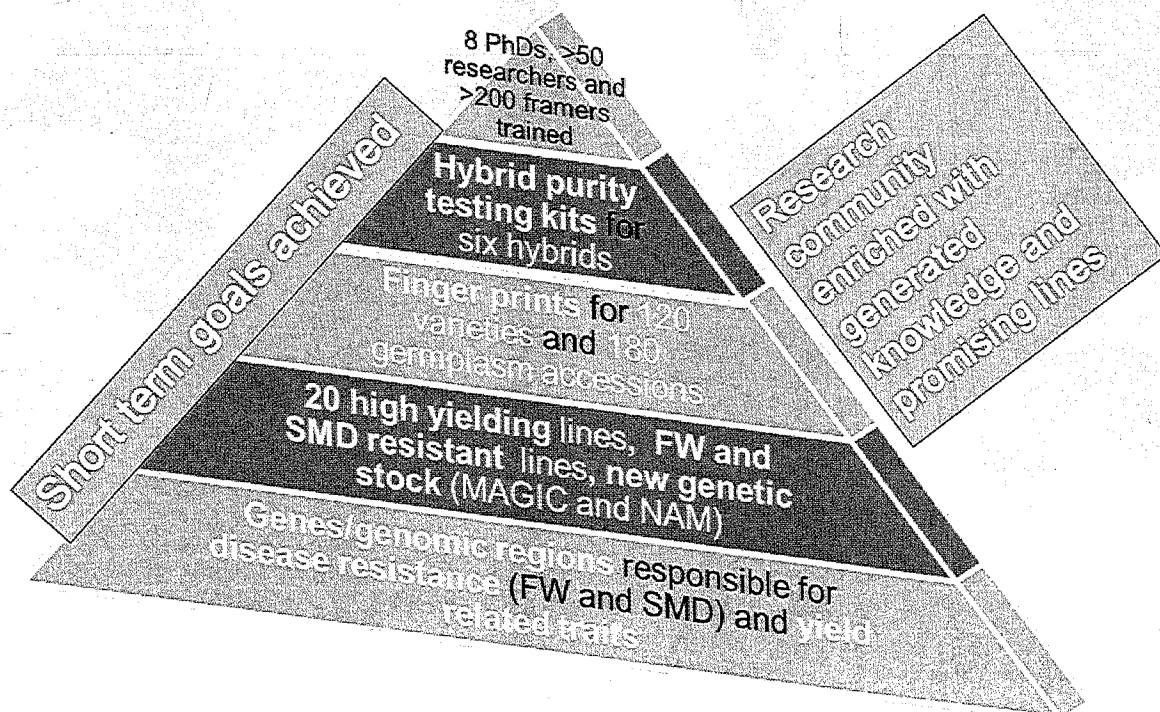 8 PhDs, >50
researchers and
>200 framers
trained
Hybrid purity
testing kits for
six hybrids
Finger prints for 120
varieties and 180
germplasm accessions
20 high yielding lines, FW and
SMD resistant lines, new genetic
stock (MAGIC and NAM)
Genes/genomic regions responsible for
disease resistance (FW and SMD) and yield
related traits
Short term goals achieved
Research
community
enriched with
generated
knowledge and
promising lines